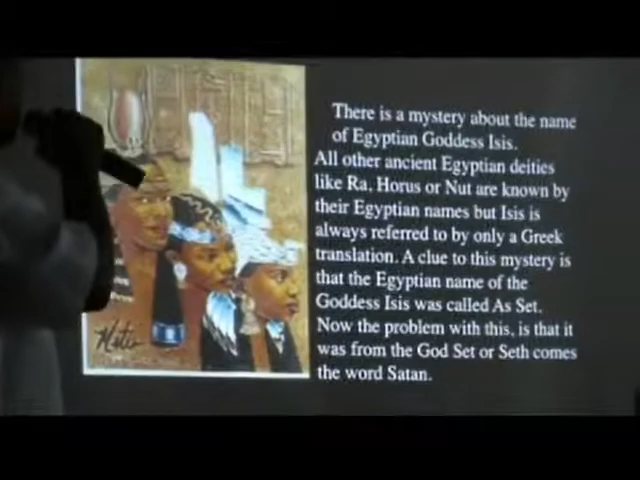 There is a mystery about the name
of Egyptian Goddess Isis.
All other ancient Egyptian deities
like Ra, Horus or Nut are known by
their Egyptian names but Isis is
always referred to by only a Greek
translation. A clue to this mystery is
that the Egyptian name of the
Goddess Isis was called As Set.
Now the problem with this, is that it
was from the God Set or Seth comes
the word Satan.